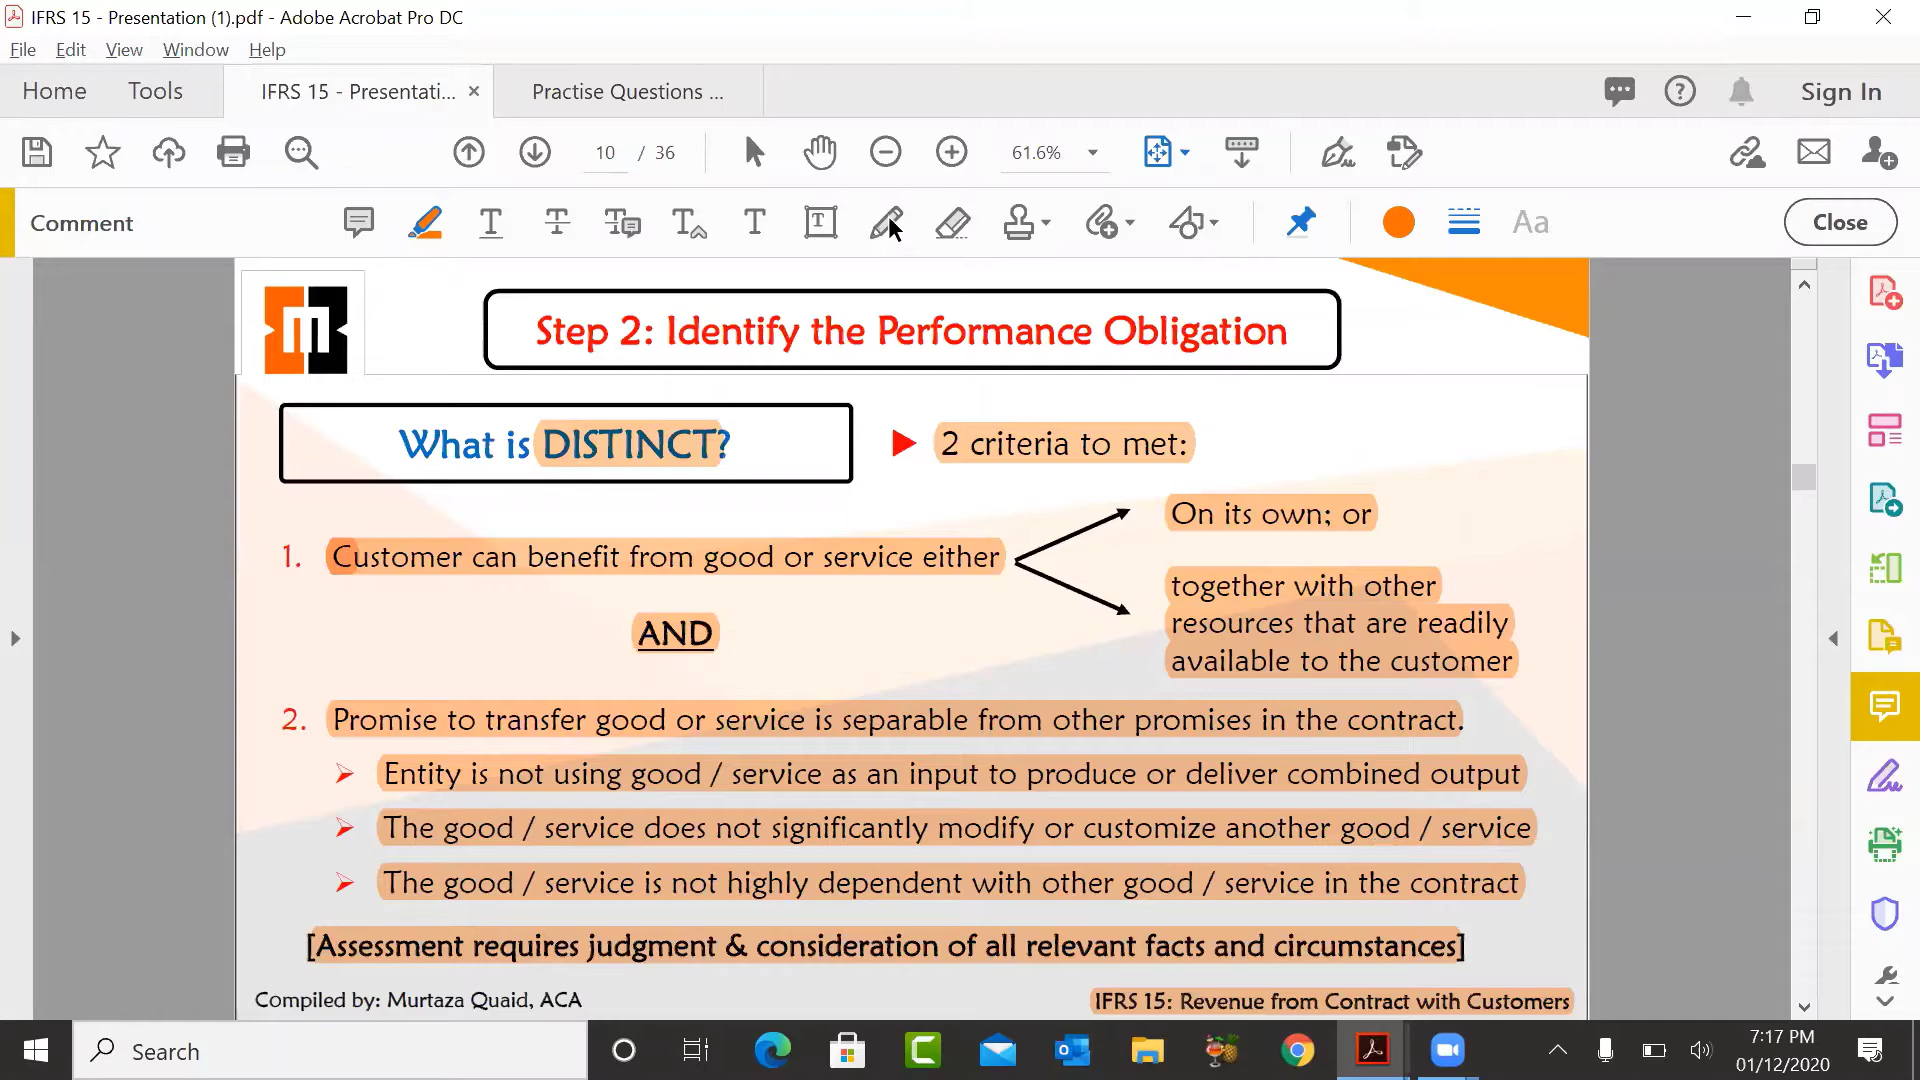 IFRS 15 - Presentation (1).pdf - Adobe Acrobat Pro DC
File Edit View Window Help
Home Tools IFRS 15 - Presentati... × Practise Questions ... Sign In
10 / 36 61.6%
Comment Aa Close
Step 2: Identify the Performance Obligation
What is DISTINCT?
2 criteria to met:
On its own; or
1. Customer can benefit from good or service either
together with other
resources that are readily
available to the customer
AND
2. Promise to transfer good or service is separable from other promises in the contract.
Entity is not using good / service as an input to produce or deliver combined output
The good / service does not significantly modify or customize another good / service
The good / service is not highly dependent with other good / service in the contract
[Assessment requires judgment & consideration of all relevant facts and circumstances]
Compiled by: Murtaza Quaid, ACA
IFRS 15: Revenue from Contract with Customers
Search
7:17 PM
01/12/2020